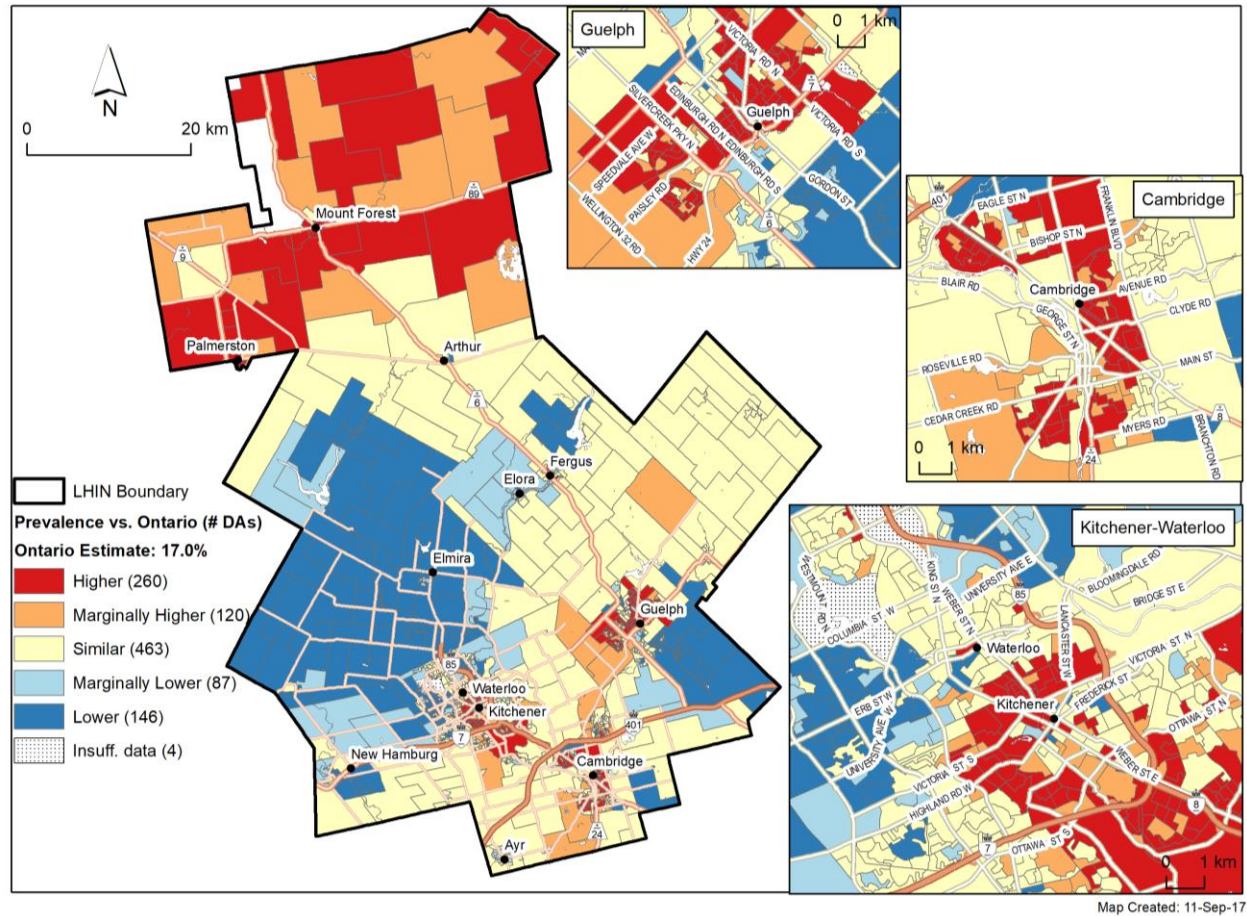 N
0
20 km
89
Mount Forest
9
Palmerston
Arthur
6
Fergus
Elora
Elmira
Guelph
85
Waterloo
Kitchener
7
401
New Hamburg
Cambridge
24
Ayr
LHIN Boundary
Prevalence vs. Ontario (# DAs)
Ontario Estimate: 17.0%
Higher (260)
Marginally Higher (120)
Similar (463)
Marginally Lower (87)
Lower (146)
Insuff. data (4)
Guelph
0 1 km
VICTORIA RD N
7
SILVERCREEK PKY N
EDINBURGH RD N
Guelph
SPEEDVALE AVE W
VICTORIA RD S
EDINBURGH RD S
PAISLEY RD
GORDON ST
WELLINGTON 32 RD
HWY 24
6
Cambridge
401
EAGLE ST N
FRANKLIN BLVD
BISHOP ST N
Cambridge
AVENUE RD
BLAIR RD
GEORGE ST N
CLYDE RD
ROSEVILLE RD
MAIN ST
CEDAR CREEK RD
8
MYERS RD
BRANCHTON RD
24
0 1 km
Kitchener-Waterloo
WESTMOUNT RD N
KING ST N
WEBER ST N
UNIVERSITY AVE E
BLOOMINGDALE RD
85
COLUMBIA ST W
BRIDGE ST E
LANCASTER ST W
Waterloo
VICTORIA ST N
ERB ST W
FREDERICK ST
Kitchener
UNIVERSITY AVE W
OTTAWA ST N
VICTORIA ST S
WEBER ST E
HIGHLAND RD W
8
7
OTTAWA ST S
0 1 km
Map Created: 11-Sep-17